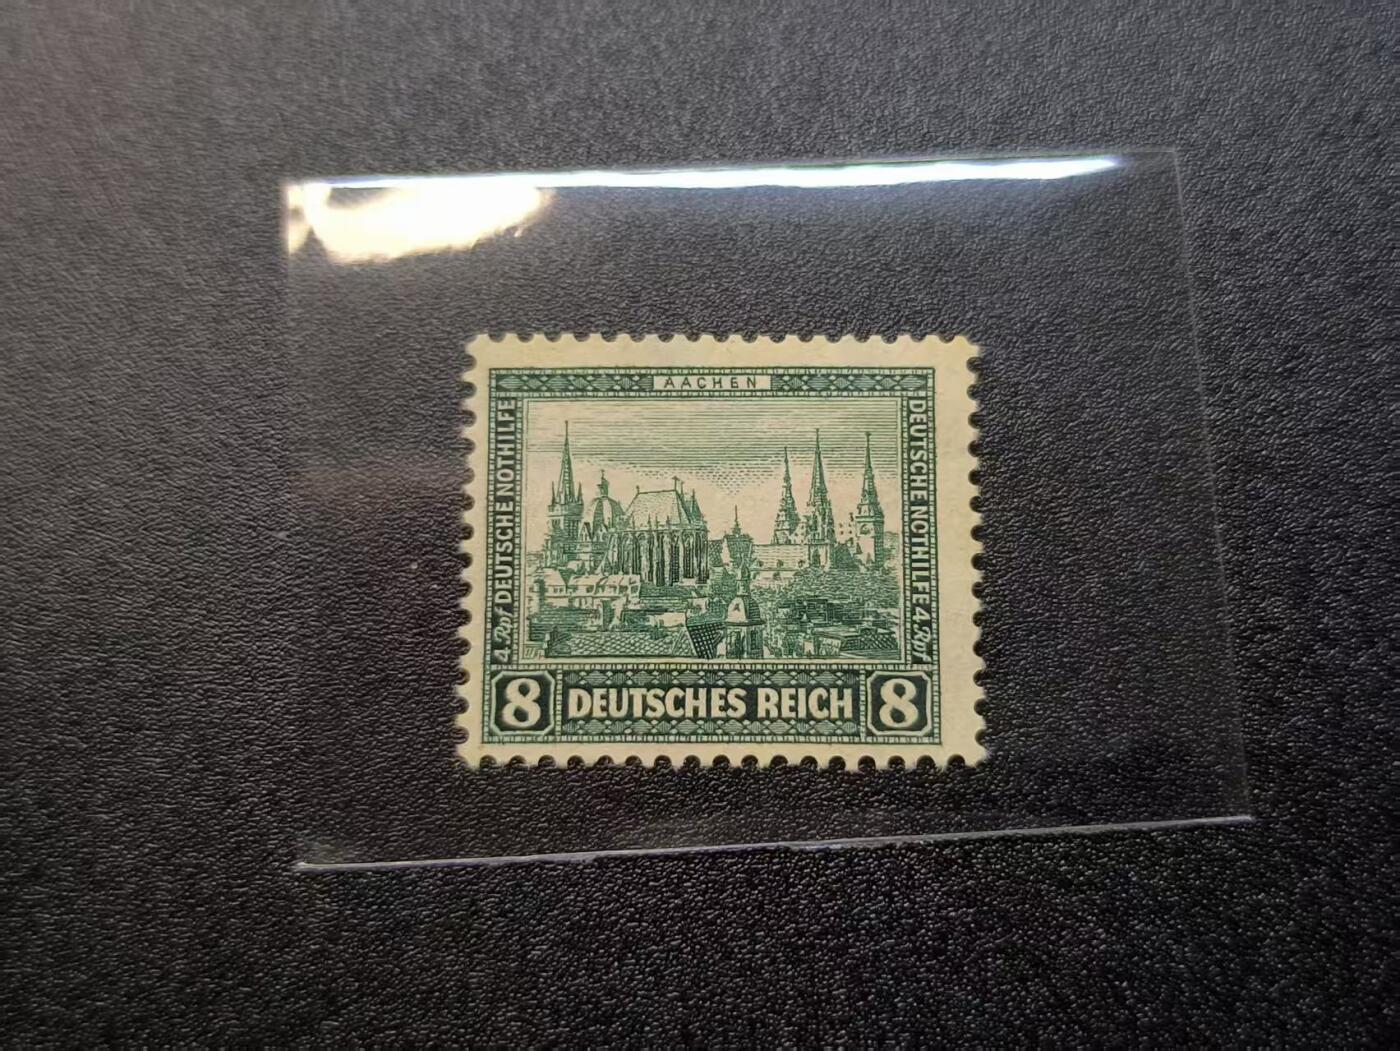 AACHEN
4 Rpf DEUTSCHE NOTHILFE
DEUTSCHE NOTHILFE 4 Rpf
8 DEUTSCHES REICH 8